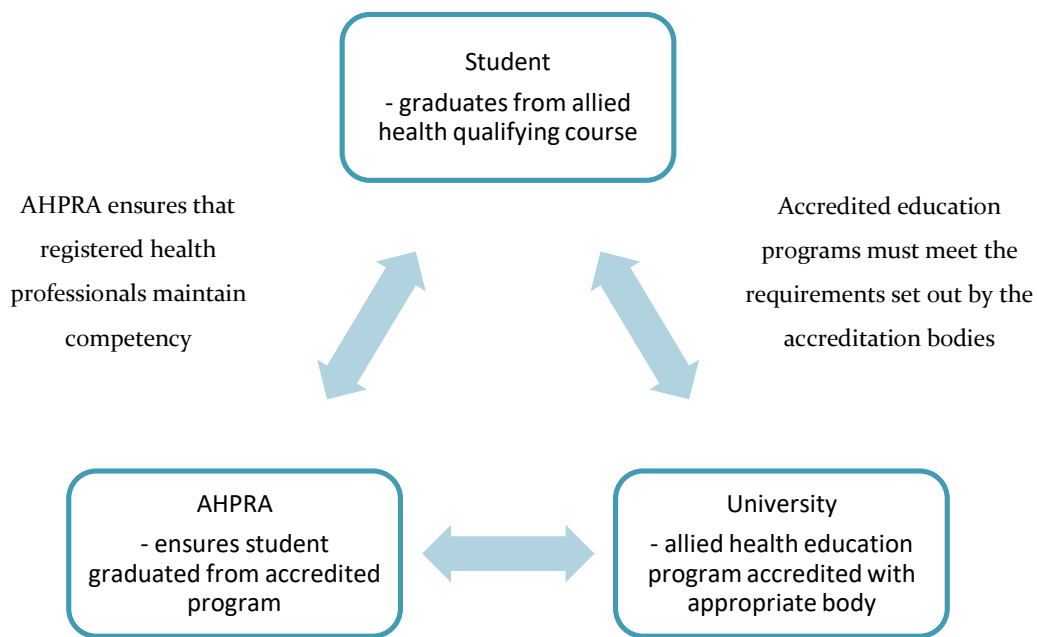 Student
- graduates from allied
health qualifying course
AHPRA ensures that
registered health
professionals maintain
competency
Accredited education
programs must meet the
requirements set out by the
accreditation bodies
AHPRA
- ensures student
graduated from accredited
program
University
- allied health education
program accredited with
appropriate body